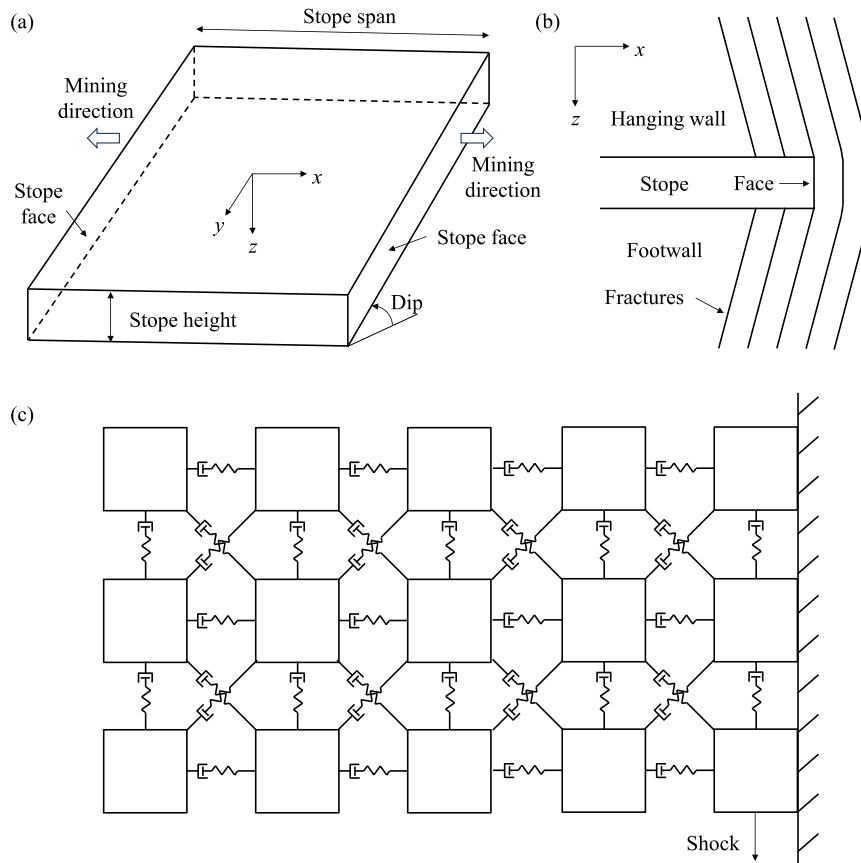 (a)
Stope span
Mining
direction
Stope
face
x
y
z
Mining
direction
Stope face
Stope height
Dip
(b)
x
z
Hanging wall
Stope
Face
Footwall
Fractures
(c)
Shock